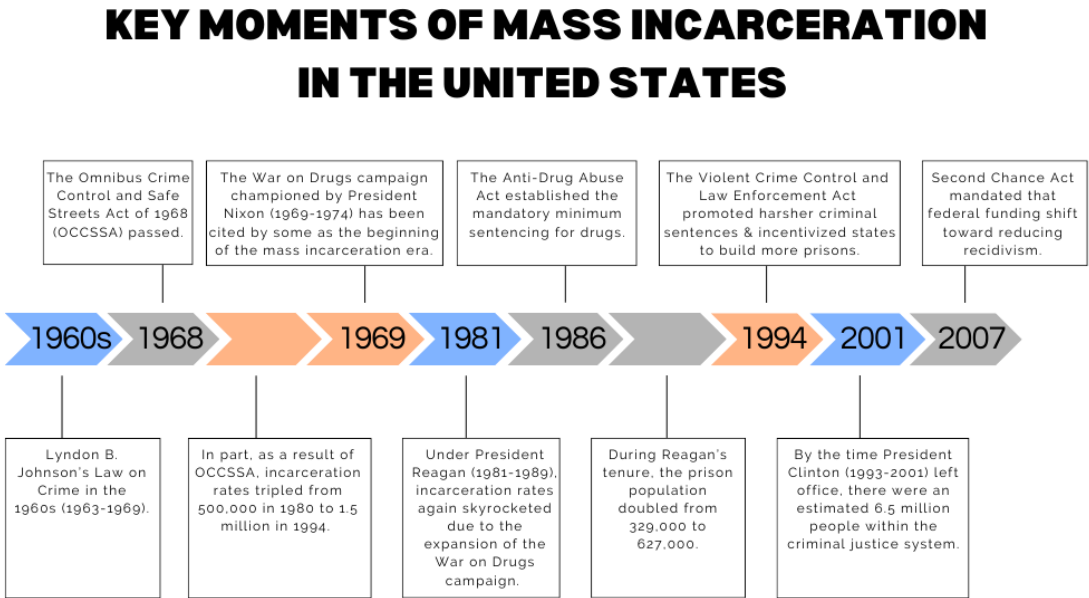 KEY MOMENTS OF MASS INCARCERATION
IN THE UNITED STATES
The Omnibus Crime
Control and Safe
Streets Act of 1968
(OCCSSA) passed.
The War on Drugs campaign
championed by President
Nixon (1969-1974) has been
cited by some as the beginning
of the mass incarceration era.
The Anti-Drug Abuse
Act established the
mandatory minimum
sentencing for drugs.
The Violent Crime Control and
Law Enforcement Act
promoted harsher criminal
sentences & incentivized states
to build more prisons.
Second Chance Act
mandated that
federal funding shift
toward reducing
recidivism.
1960s 1968 1969 1981 1986 1994 2001 2007
Lyndon B.
Johnson's Law on
Crime in the
1960s (1963-1969).
In part, as a result of
OCCSSA, incarceration
rates tripled from
500,000 in 1980 to 1.5
million in 1994.
Under President
Reagan (1981-1989),
incarceration rates
again skyrocketed
due to the
expansion of the
War on Drugs
campaign.
During Reagan's
tenure, the prison
population
doubled from
329,000 to
627,000.
By the time President
Clinton (1993-2001) left
office, there were an
estimated 6.5 million
people within the
criminal justice system.